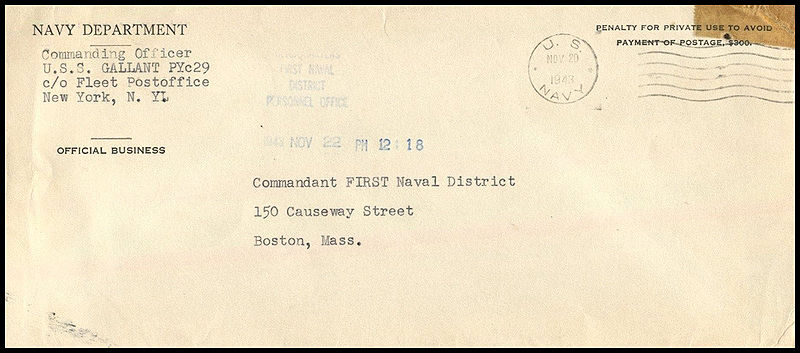 NAVY DEPARTMENT
Commanding Officer
U.S.S. GALLANT PYc29
c/o Fleet Postoffice
New York, N. Y.
OFFICIAL BUSINESS
PENALTY FOR PRIVATE USE TO AVOID
PAYMENT OF POSTAGE, $300.
U. S.
NOV 20
1943
NAVY
FIRST NAVAL
DISTRICT
PERSONNEL OFFICE
NOV 22 PM 12:18
Commandant FIRST Naval District
150 Causeway Street
Boston, Mass.